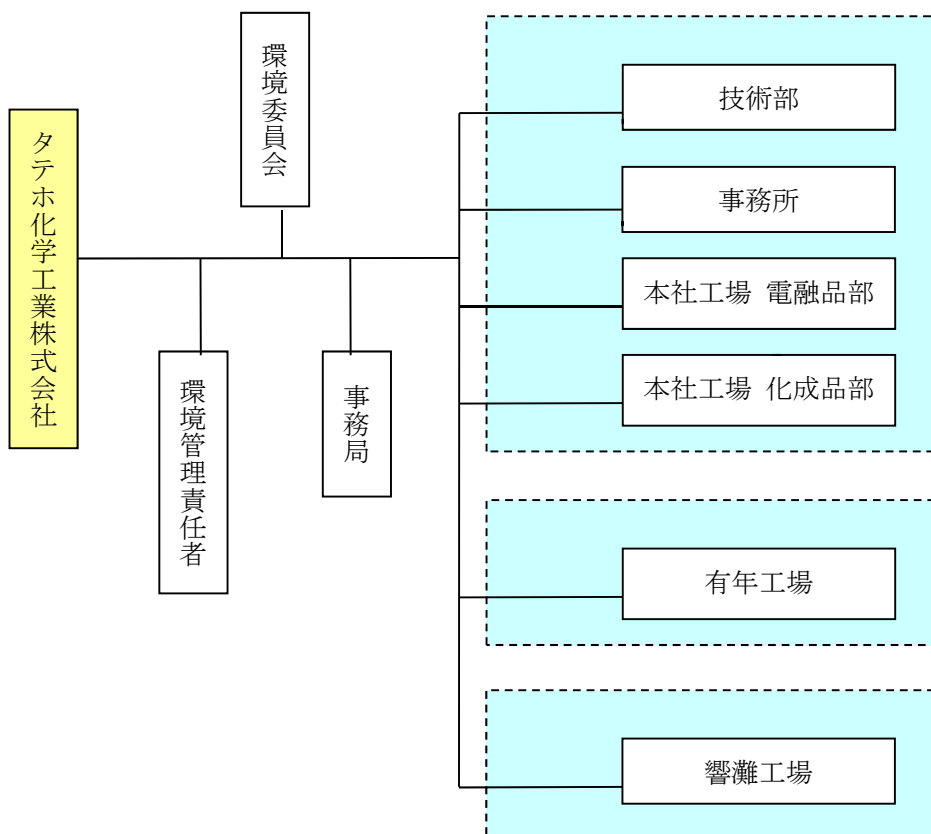 タテホ化学工業株式会社
環境委員会
環境管理責任者
事務局
技術部
事務所
本社工場 電融品部
本社工場 化成品部
有年工場
響灘工場